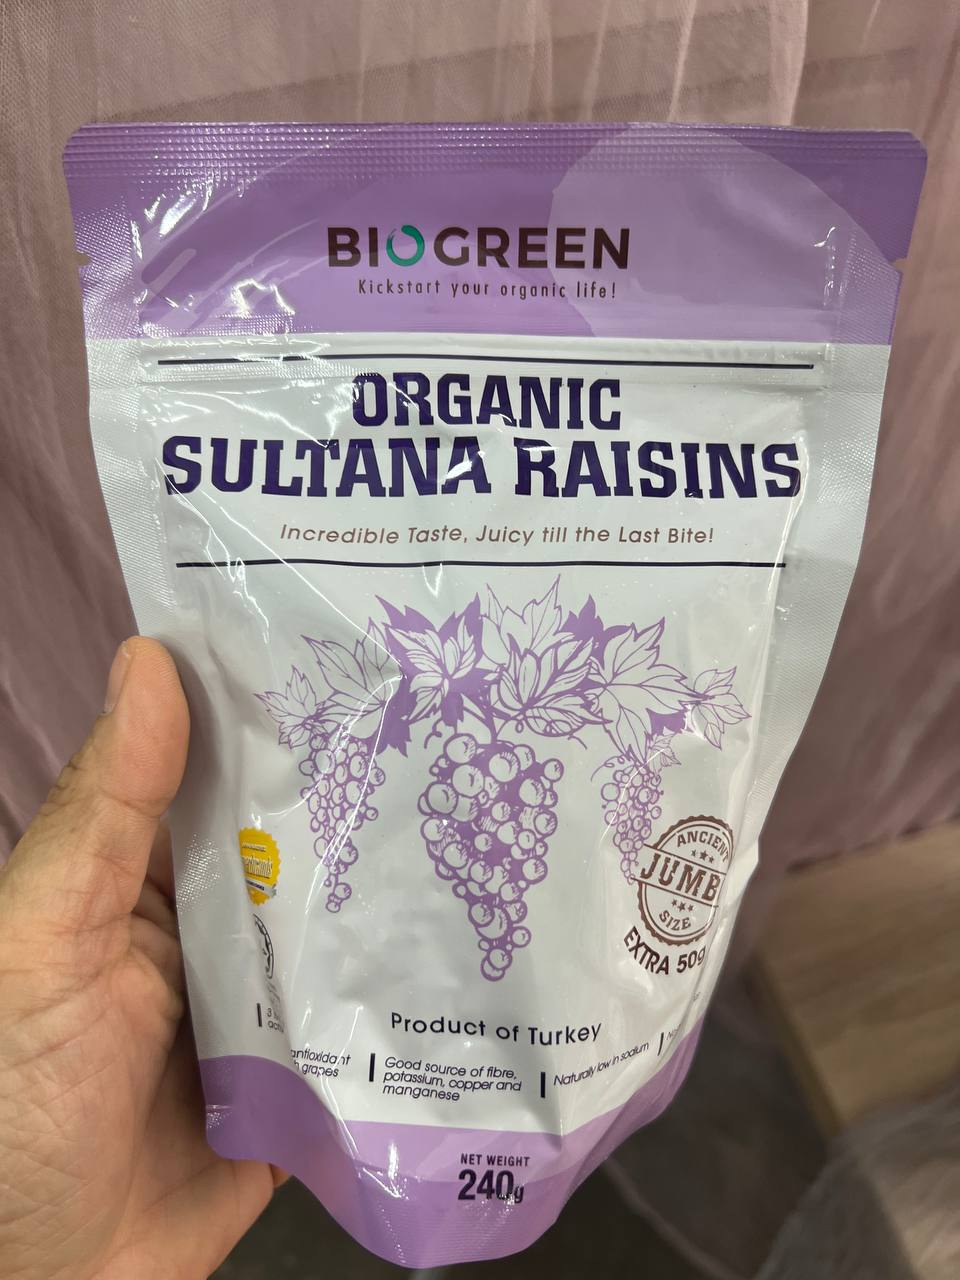 BIOGREEN
Kickstart your organic life!
ORGANIC
SULTANA RAISINS
Incredible Taste, Juicy till the Last Bite!
ANCIENT
JUMB
SIZE
EXTRA 50g
Product of Turkey
antioxidant
grapes
Good source of fibre,
potassium, copper and
manganese
Naturally low in sodium
NET WEIGHT
240g